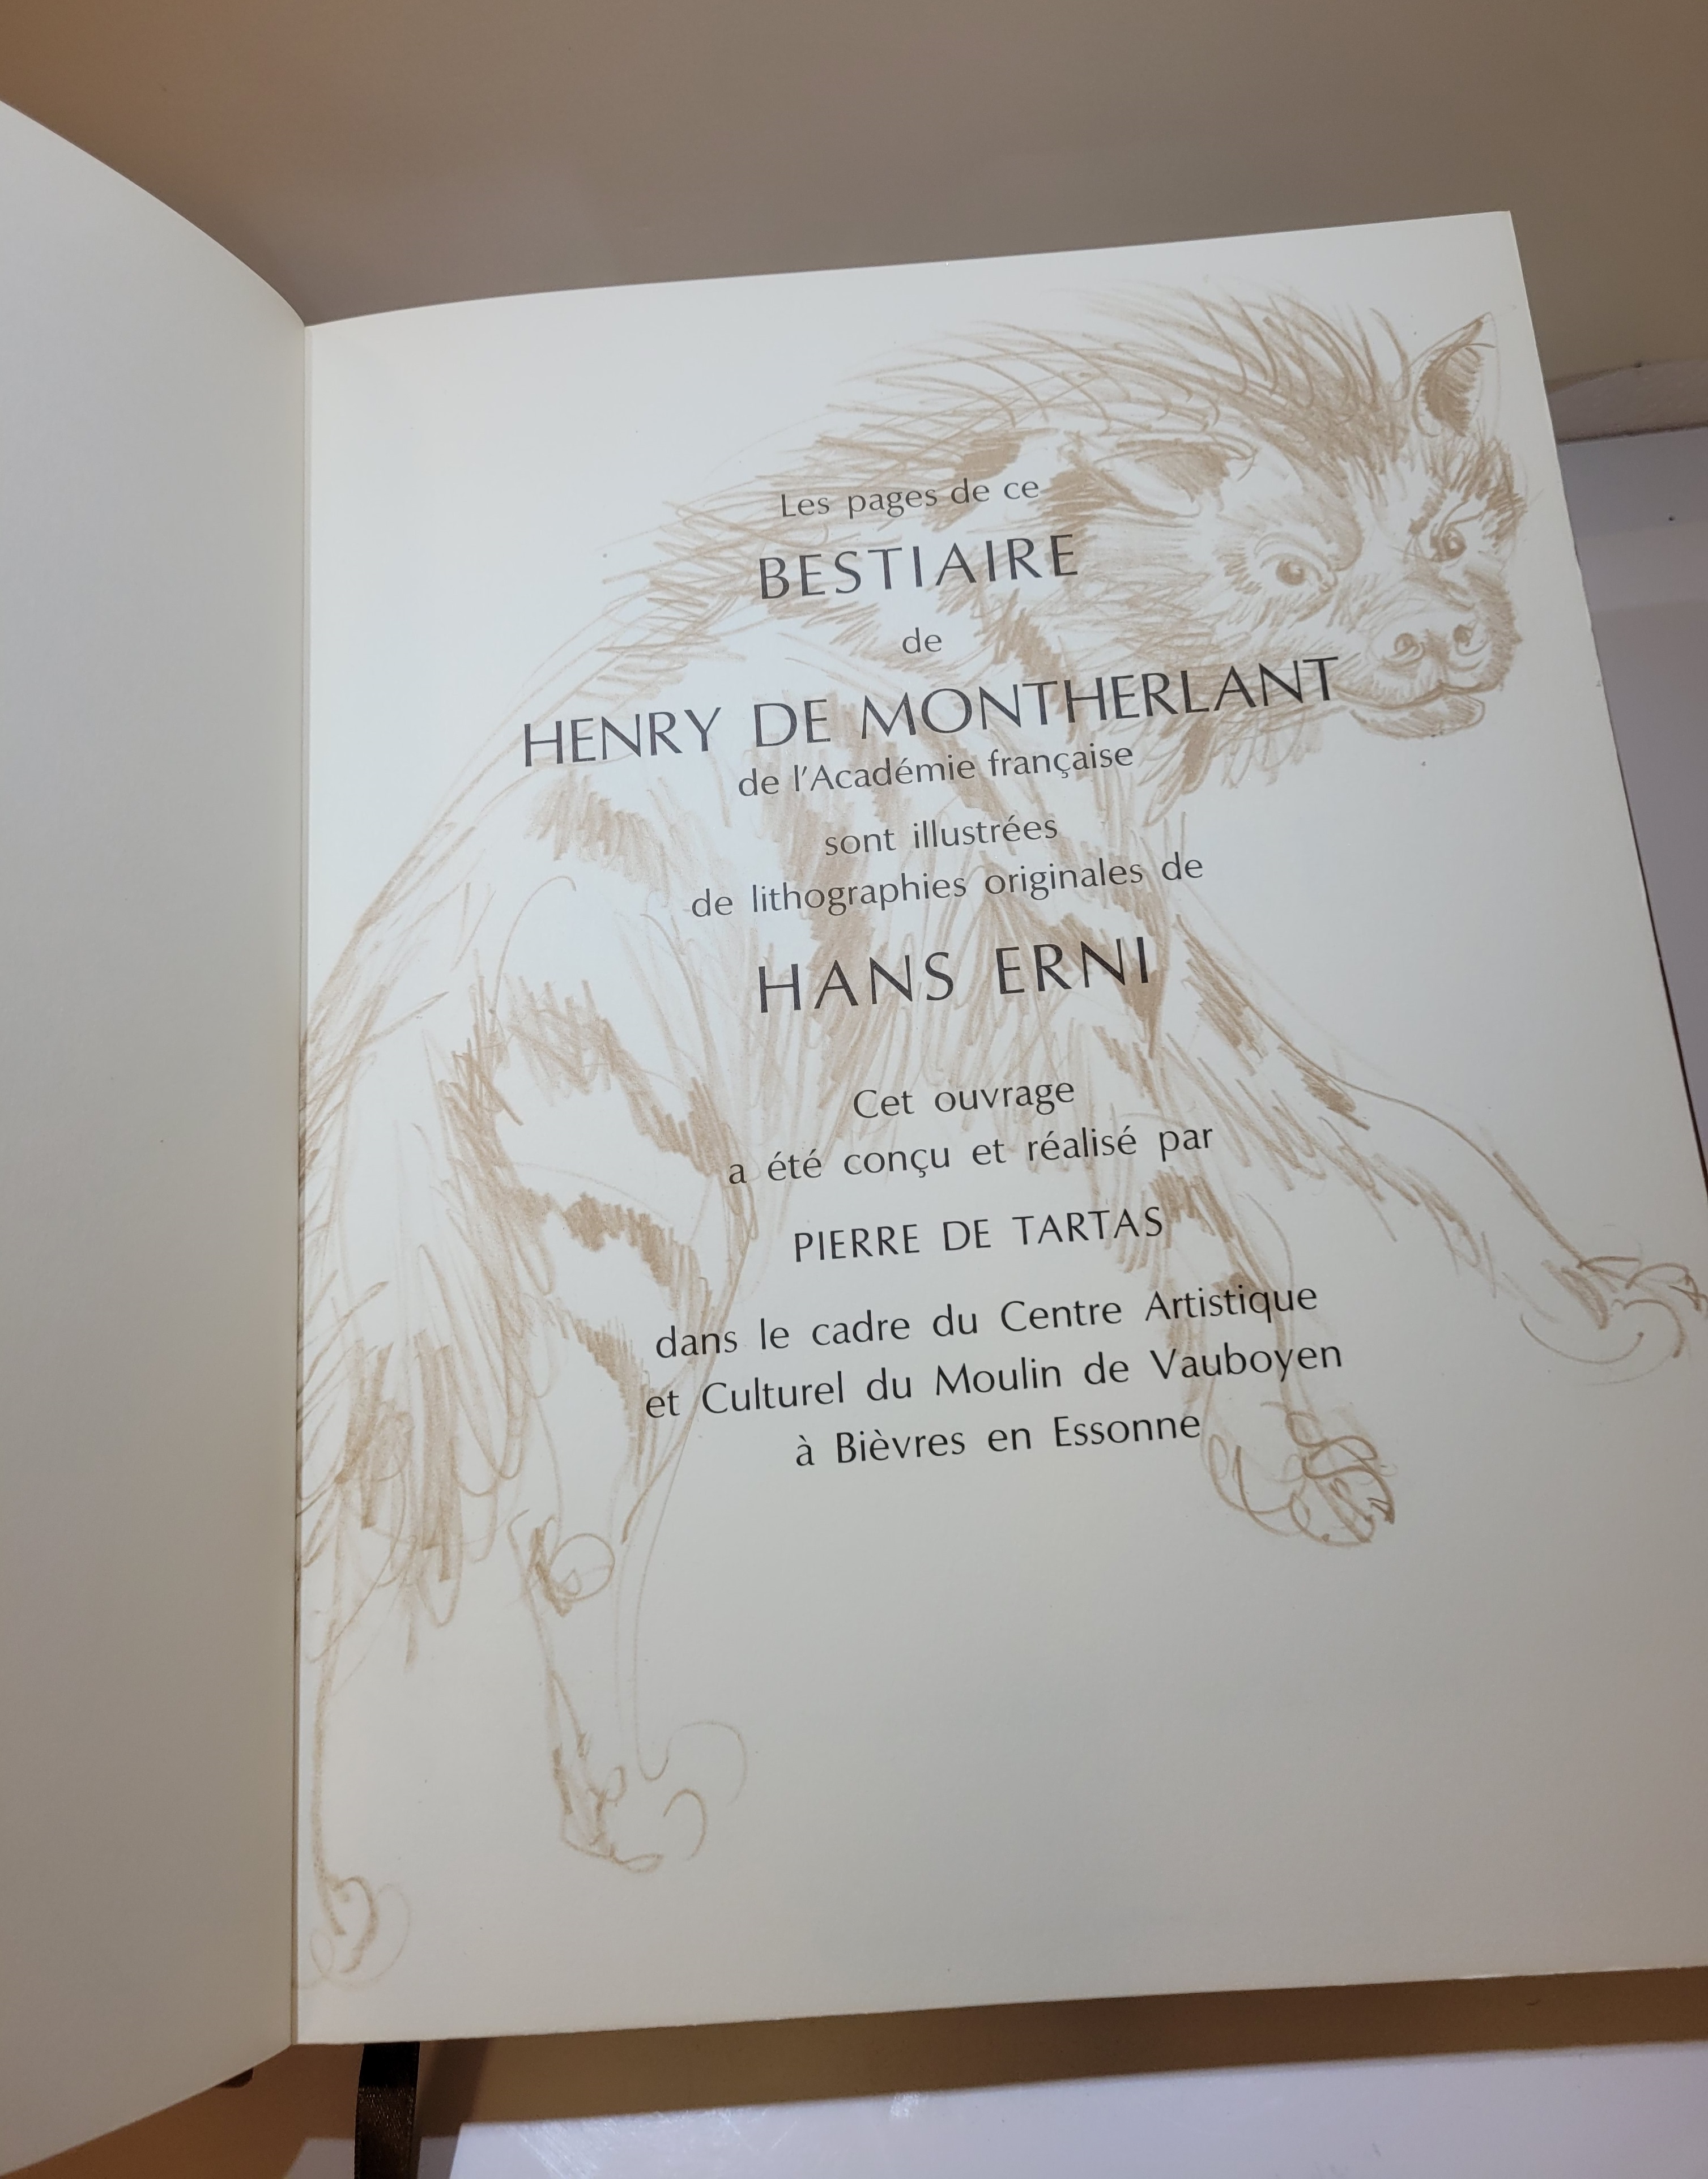 Les pages de ce
BESTIAIRE
de
HENRY DE MONTHERLANT
de l'Académie française
sont illustrées
de lithographies originales de
HANS ERNI
Cet ouvrage
a été conçu et réalisé par
PIERRE DE TARTAS
dans le cadre du Centre Artistique
et Culturel du Moulin de Vauboyen
à Bièvres en Essonne